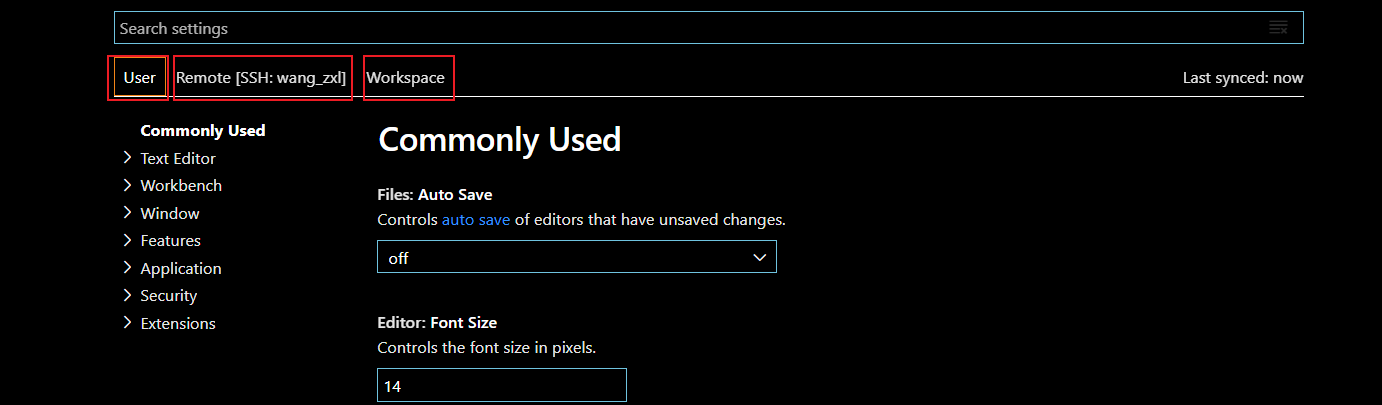 Search settings
User Remote [SSH: wang_zxl] Workspace Last synced: now
Commonly Used
Text Editor
Workbench
Window
Features
Application
Security
Extensions
Commonly Used
Files: Auto Save
Controls auto save of editors that have unsaved changes.
off
Editor: Font Size
Controls the font size in pixels.
14